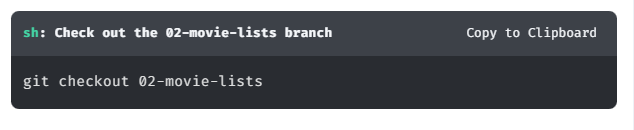 sh: Check out the 02-movie-lists branch
Copy to Clipboard
git checkout 02-movie-lists